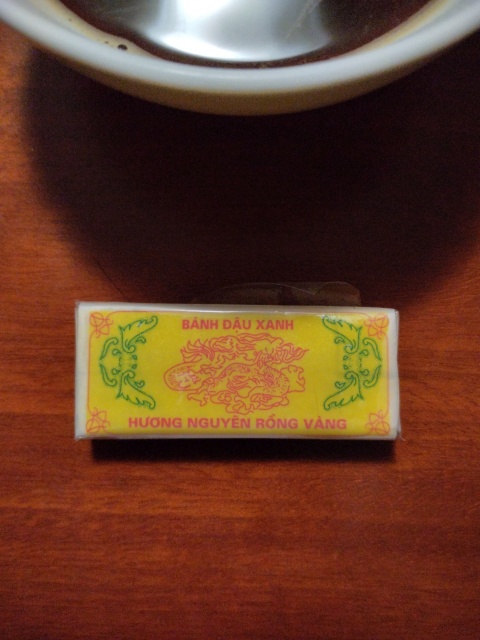 BÁNH ĐẬU XANH
HƯƠNG NGUYÊN RỒNG VÀNG